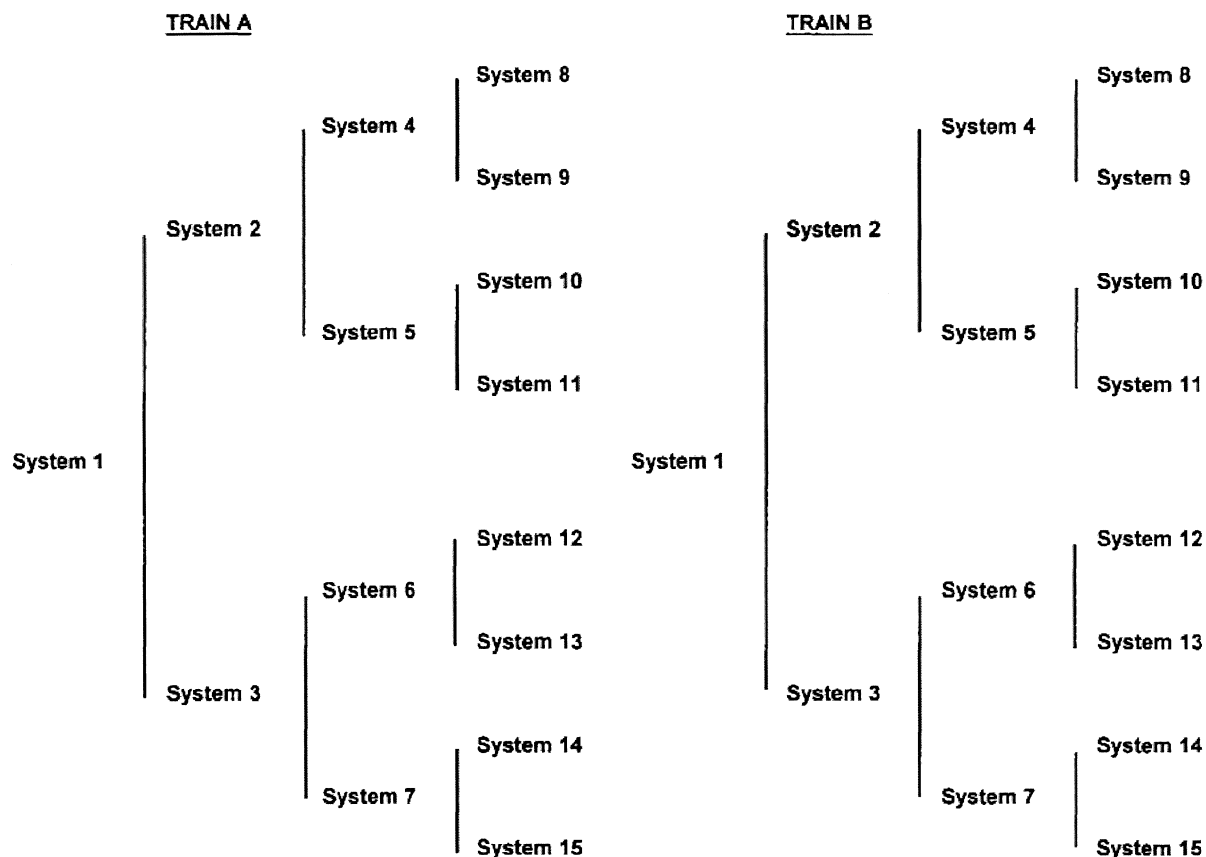 TRAIN A
System 8
System 4
System 9
System 2
System 10
System 5
System 11
System 1
System 12
System 6
System 13
System 3
System 14
System 7
System 15
TRAIN B
System 8
System 4
System 9
System 2
System 10
System 5
System 11
System 1
System 12
System 6
System 13
System 3
System 14
System 7
System 15